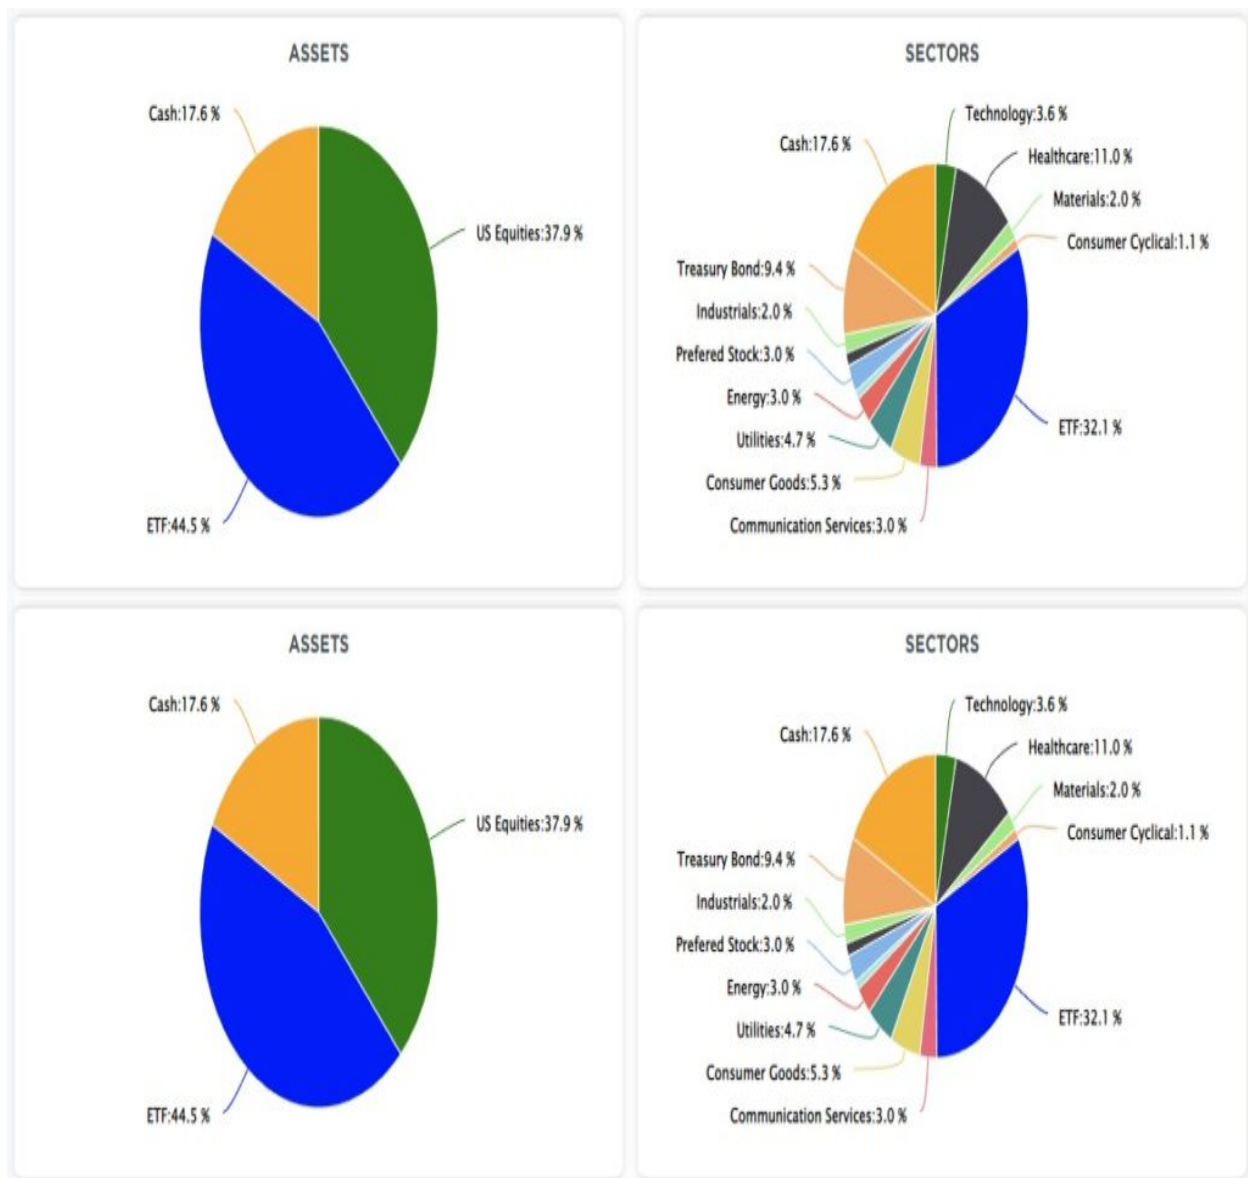 ASSETS
Cash:17.6 %
US Equities:37.9 %
ETF:44.5 %
SECTORS
Technology:3.6 %
Cash:17.6 %
Healthcare:11.0 %
Materials:2.0 %
Consumer Cyclical:1.1 %
Treasury Bond:9.4 %
Industrials:2.0 %
Prefered Stock:3.0 %
Energy:3.0 %
ETF:32.1 %
Utilities:4.7 %
Consumer Goods:5.3 %
Communication Services:3.0 %
ASSETS
Cash:17.6 %
US Equities:37.9 %
ETF:44.5 %
SECTORS
Technology:3.6 %
Cash:17.6 %
Healthcare:11.0 %
Materials:2.0 %
Consumer Cyclical:1.1 %
Treasury Bond:9.4 %
Industrials:2.0 %
Prefered Stock:3.0 %
Energy:3.0 %
ETF:32.1 %
Utilities:4.7 %
Consumer Goods:5.3 %
Communication Services:3.0 %